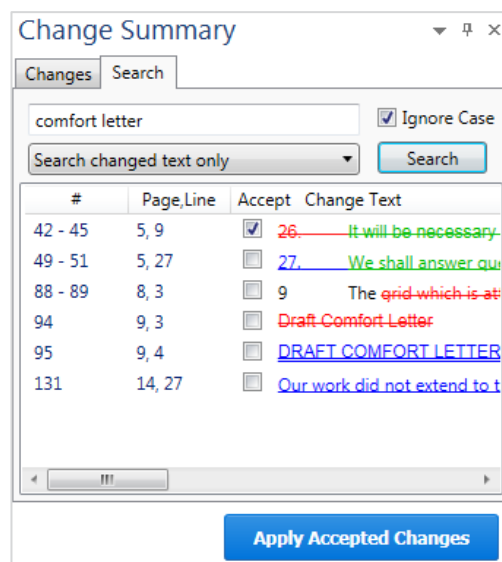 Change Summary
Changes Search
comfort letter Ignore Case
Search changed text only Search
# Page,Line Accept Change Text
42 - 45 5, 9 26. It will be necessary
49 - 51 5, 27 27. We shall answer que
88 - 89 8, 3 9 The grid which is at
94 9, 3 Draft Comfort Letter
95 9, 4 DRAFT COMFORT LETTER
131 14, 27 Our work did not extend to t
Apply Accepted Changes